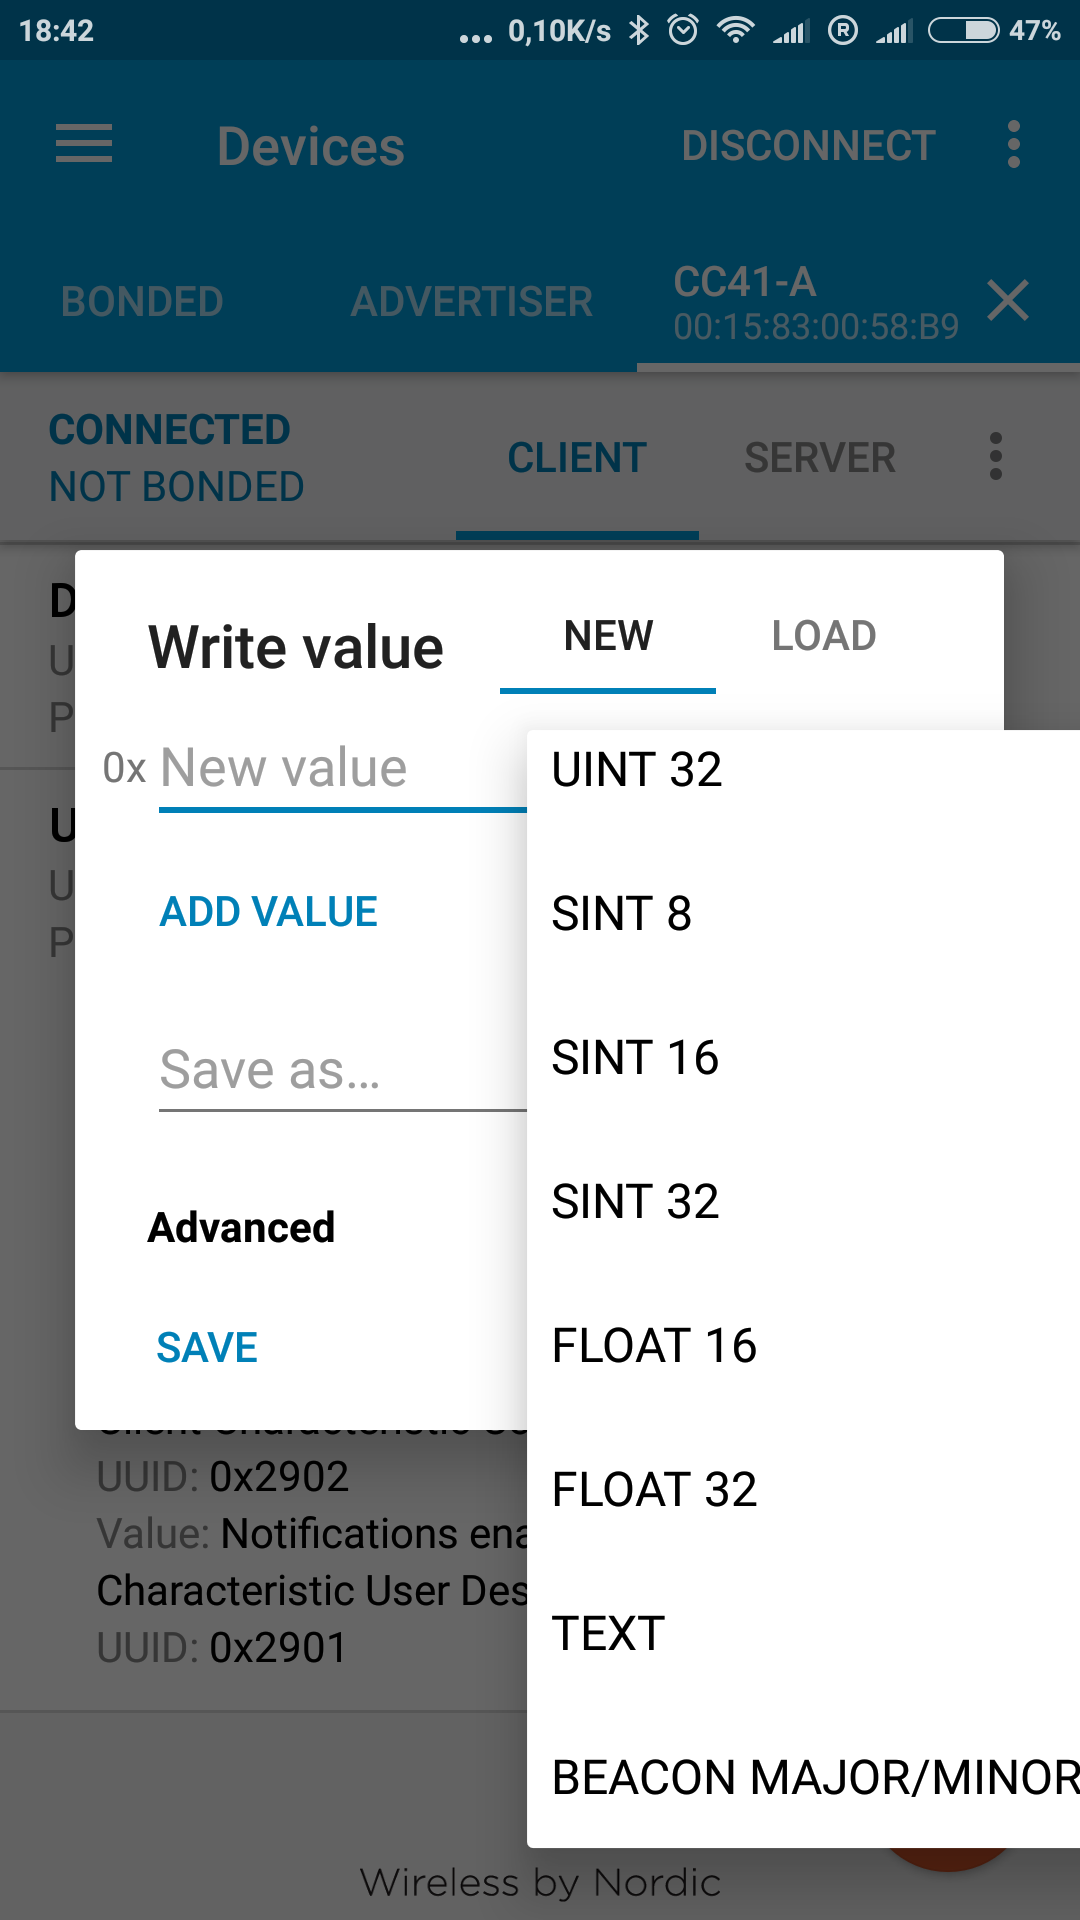 18:42 ... 0,10K/s R 47%
Devices DISCONNECT
BONDED ADVERTISER CC41-A
00:15:83:00:58:B9
CONNECTED
NOT BONDED
CLIENT SERVER
D
U
P
U
U
P
Write value NEW LOAD
0x New value
ADD VALUE
Save as...
Advanced
SAVE
UINT 32
SINT 8
SINT 16
SINT 32
FLOAT 16
FLOAT 32
TEXT
BEACON MAJOR/MINOR
Client Characteristic
UUID: 0x2902
Value: Notifications ena
Characteristic User Des
UUID: 0x2901
Wireless by Nordic